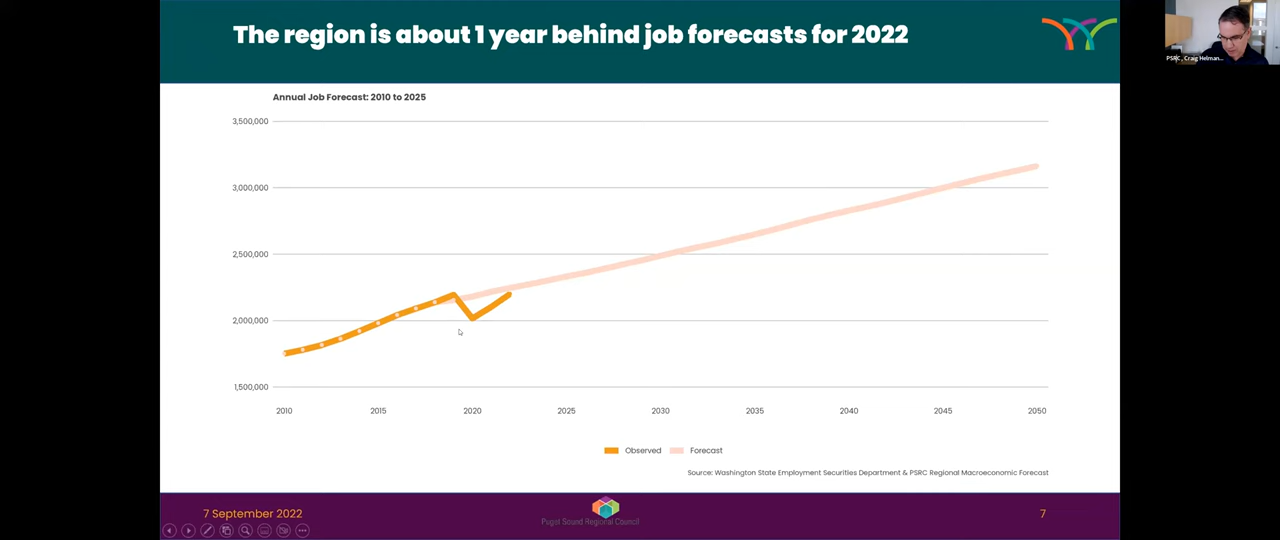 The region is about 1 year behind job forecasts for 2022
PSRC, Craig Helman...
Annual Job Forecast: 2010 to 2025
3,500,000
3,000,000
2,500,000
2,000,000
1,500,000
2010 2015 2020 2025 2030 2035 2040 2045 2050
Observed Forecast
Source: Washington State Employment Securities Department & PSRC Regional Macroeconomic Forecast
7 September 2022
Puget Sound Regional Council
7